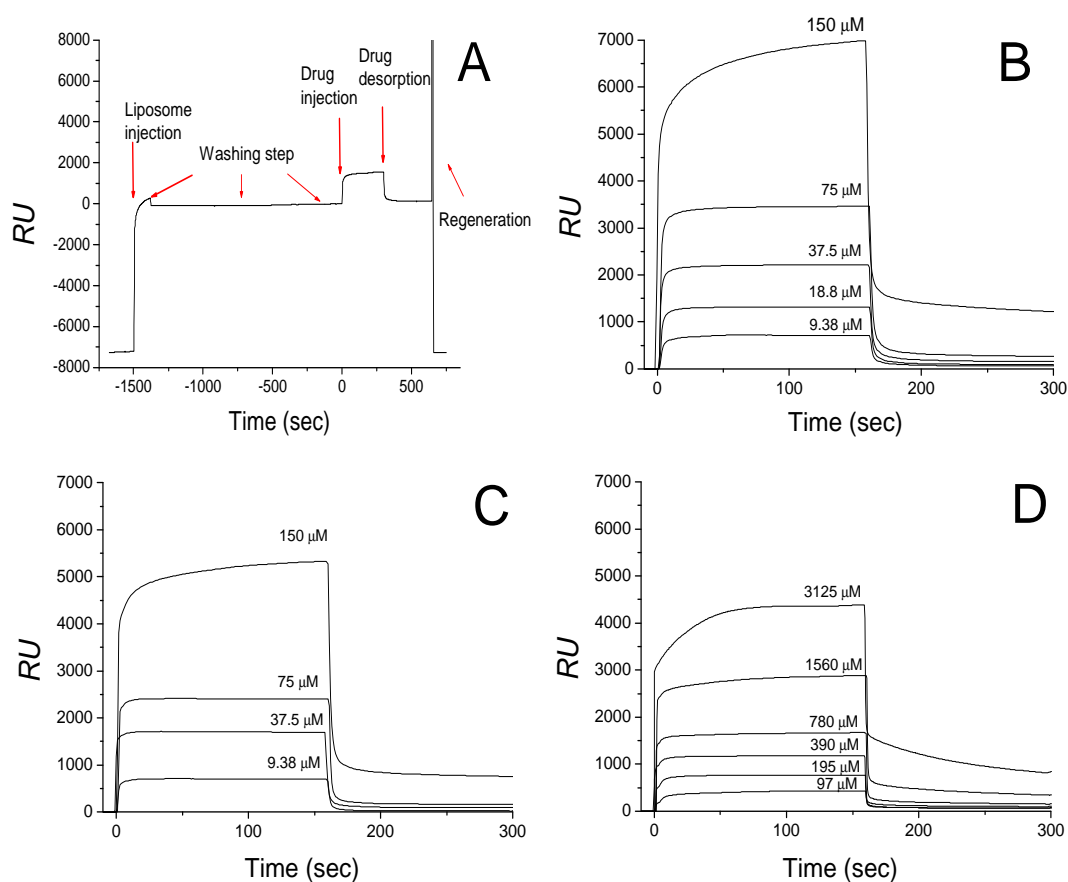 A
8000
6000
4000
2000
0
-2000
-4000
-6000
-8000
RU
Liposome
injection
Washing step
Drug
injection
Drug
desorption
Regeneration
-1500
-1000
-500
0
500
Time (sec)
B
7000
6000
5000
4000
3000
2000
1000
0
RU
150 μM
75 μM
37.5 μM
18.8 μM
9.38 μM
0
100
200
300
Time (sec)
C
7000
6000
5000
4000
3000
2000
1000
0
RU
150 μM
75 μM
37.5 μM
9.38 μM
0
100
200
300
Time (sec)
D
7000
6000
5000
4000
3000
2000
1000
0
RU
3125 μM
1560 μM
780 μM
390 μM
195 μM
97 μM
0
100
200
300
Time (sec)